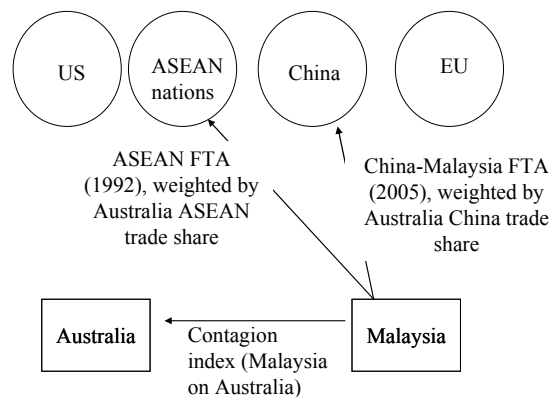 US
ASEAN
nations
China
EU
ASEAN FTA
(1992), weighted by
Australia ASEAN
trade share
China-Malaysia FTA
(2005), weighted by
Australia China trade
share
Australia
Contagion
index (Malaysia
on Australia)
Malaysia